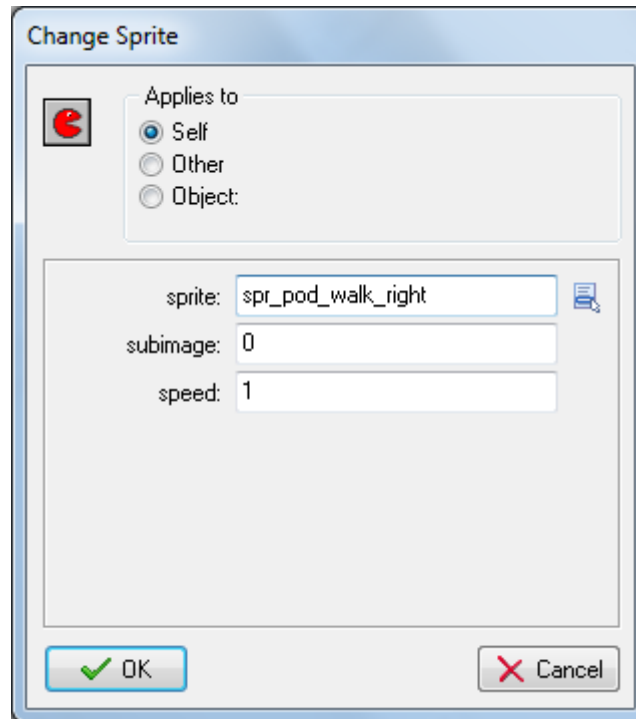 Change Sprite
Applies to
Self
Other
Object:
sprite: spr_pod_walk_right
subimage: 0
speed: 1
OK Cancel